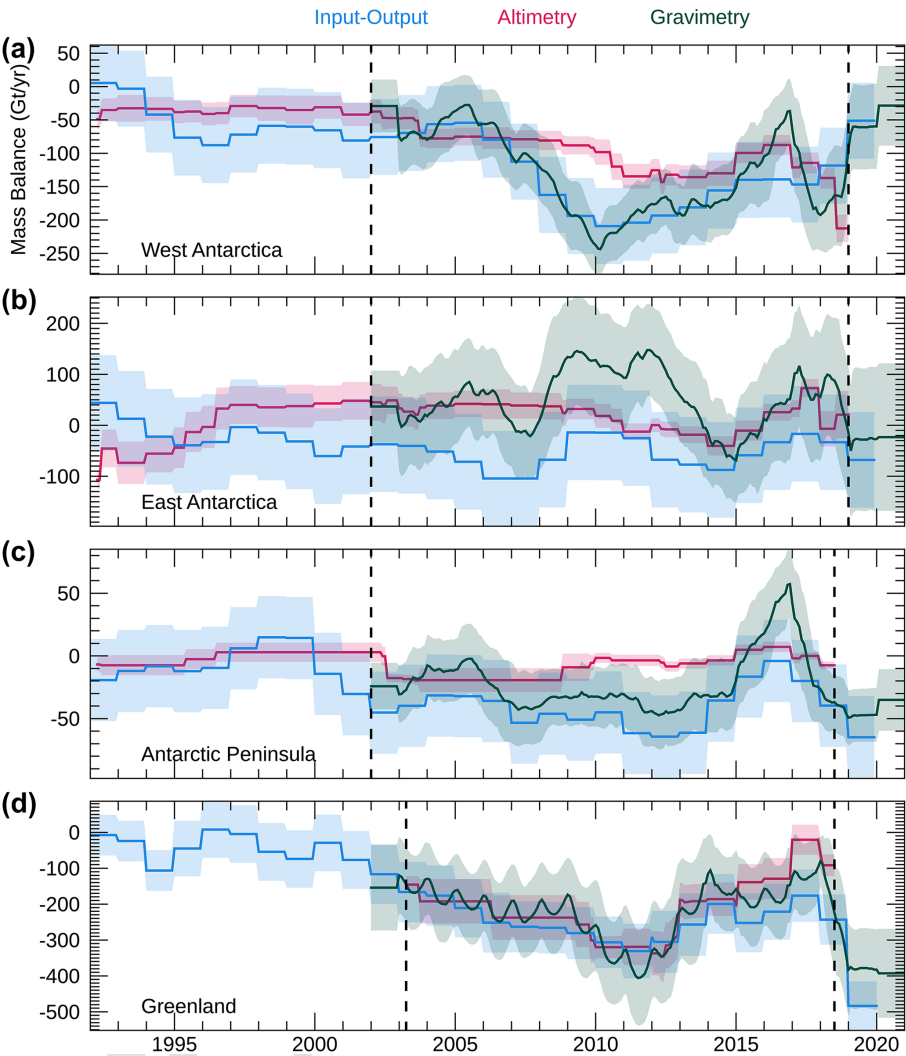 Input-Output Altimetry Gravimetry
(a)
Mass Balance (Gt/yr)
50
0
-50
-100
-150
-200
-250
West Antarctica
(b)
200
100
0
-100
East Antarctica
(c)
50
0
-50
Antarctic Peninsula
(d)
0
-100
-200
-300
-400
-500
Greenland
1995 2000 2005 2010 2015 2020